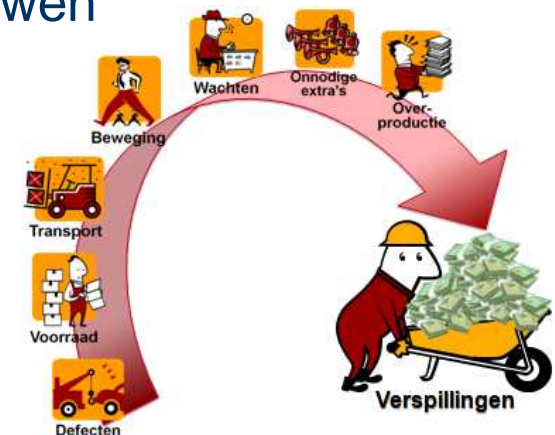 wen
Wachten
Onnodige
extra's
Over-
productie
Beweging
Transport
Voorraad
Defecten
Verspillingen